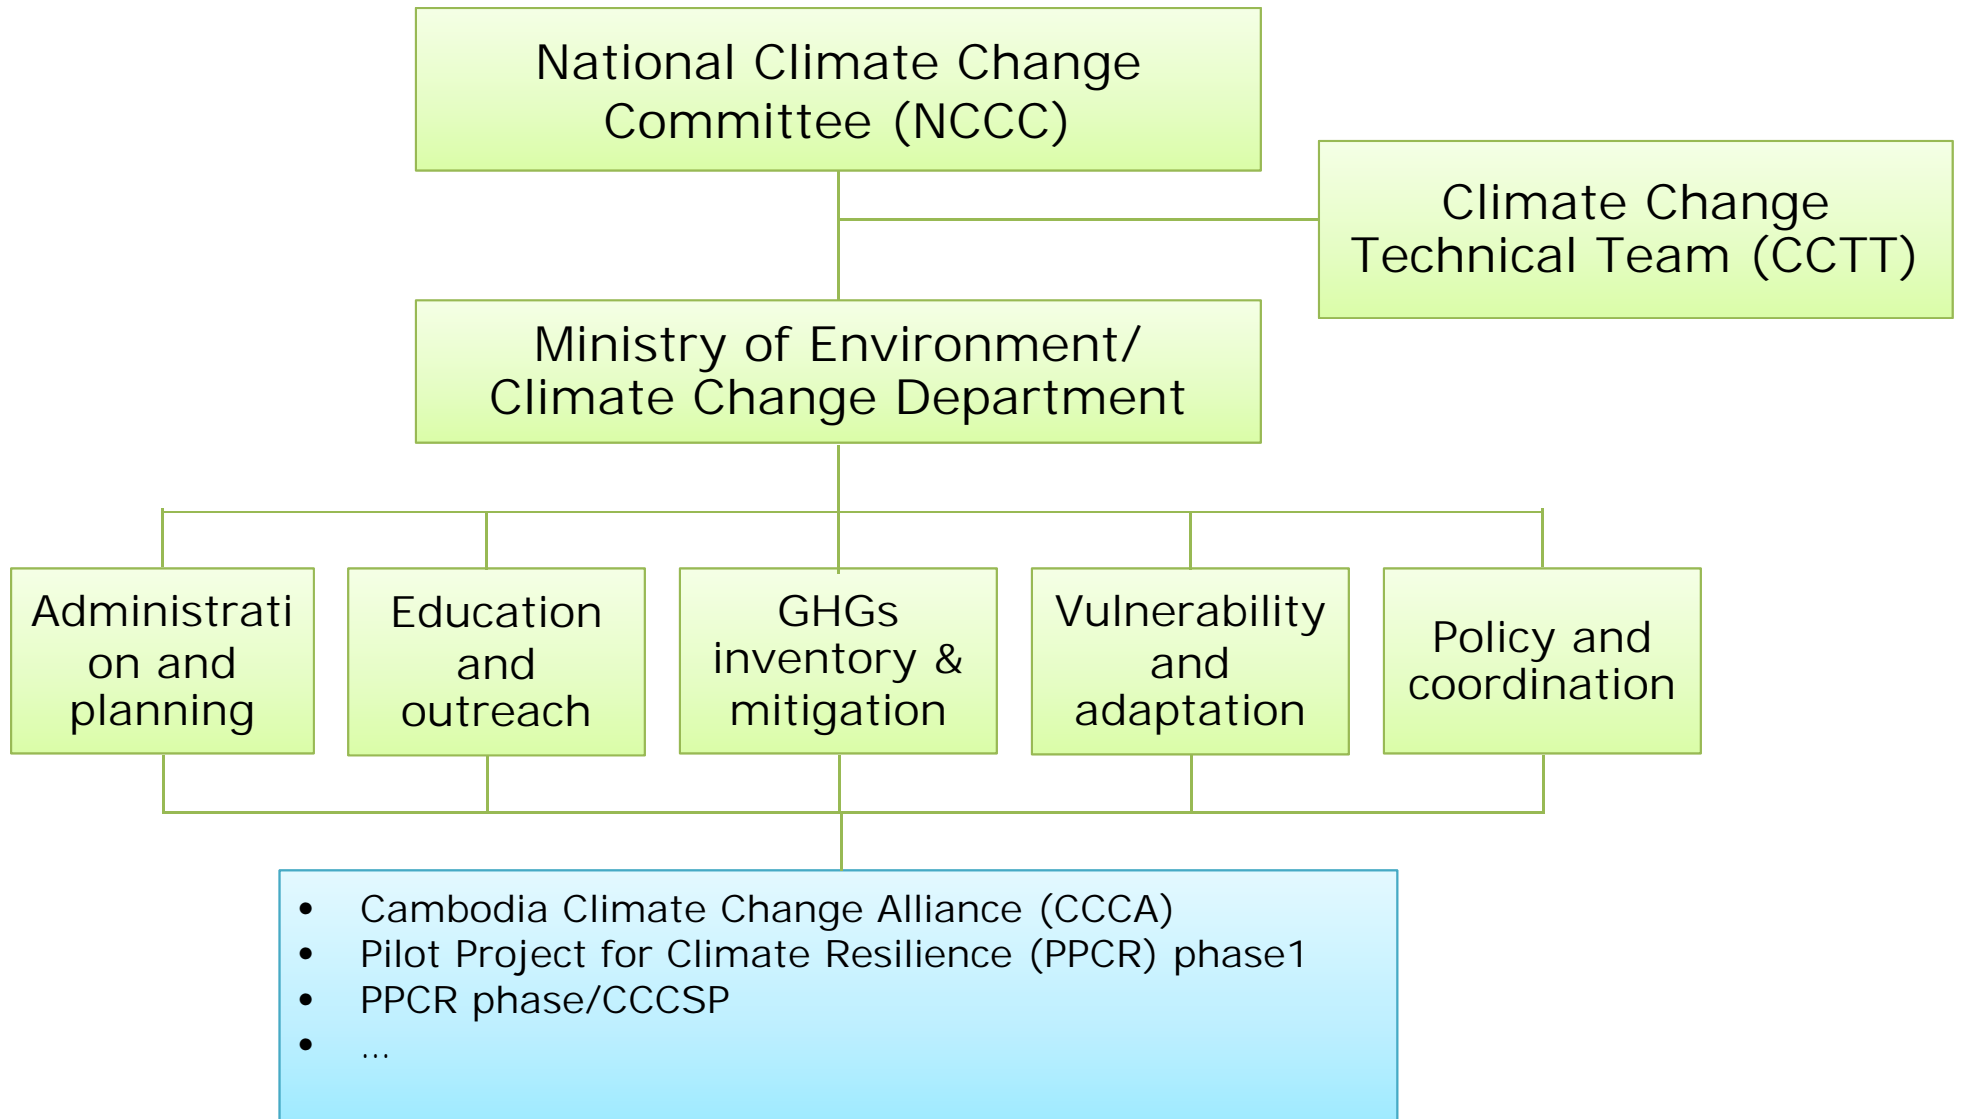 National Climate Change
Committee (NCCC)
Climate Change
Technical Team (CCTT)
Ministry of Environment/
Climate Change Department
Administrati
on and
planning
Education
and
outreach
GHGs
inventory &
mitigation
Vulnerability
and
adaptation
Policy and
coordination
• Cambodia Climate Change Alliance (CCCA)
• Pilot Project for Climate Resilience (PPCR) phase1
• PPCR phase/CCCSP
• ...